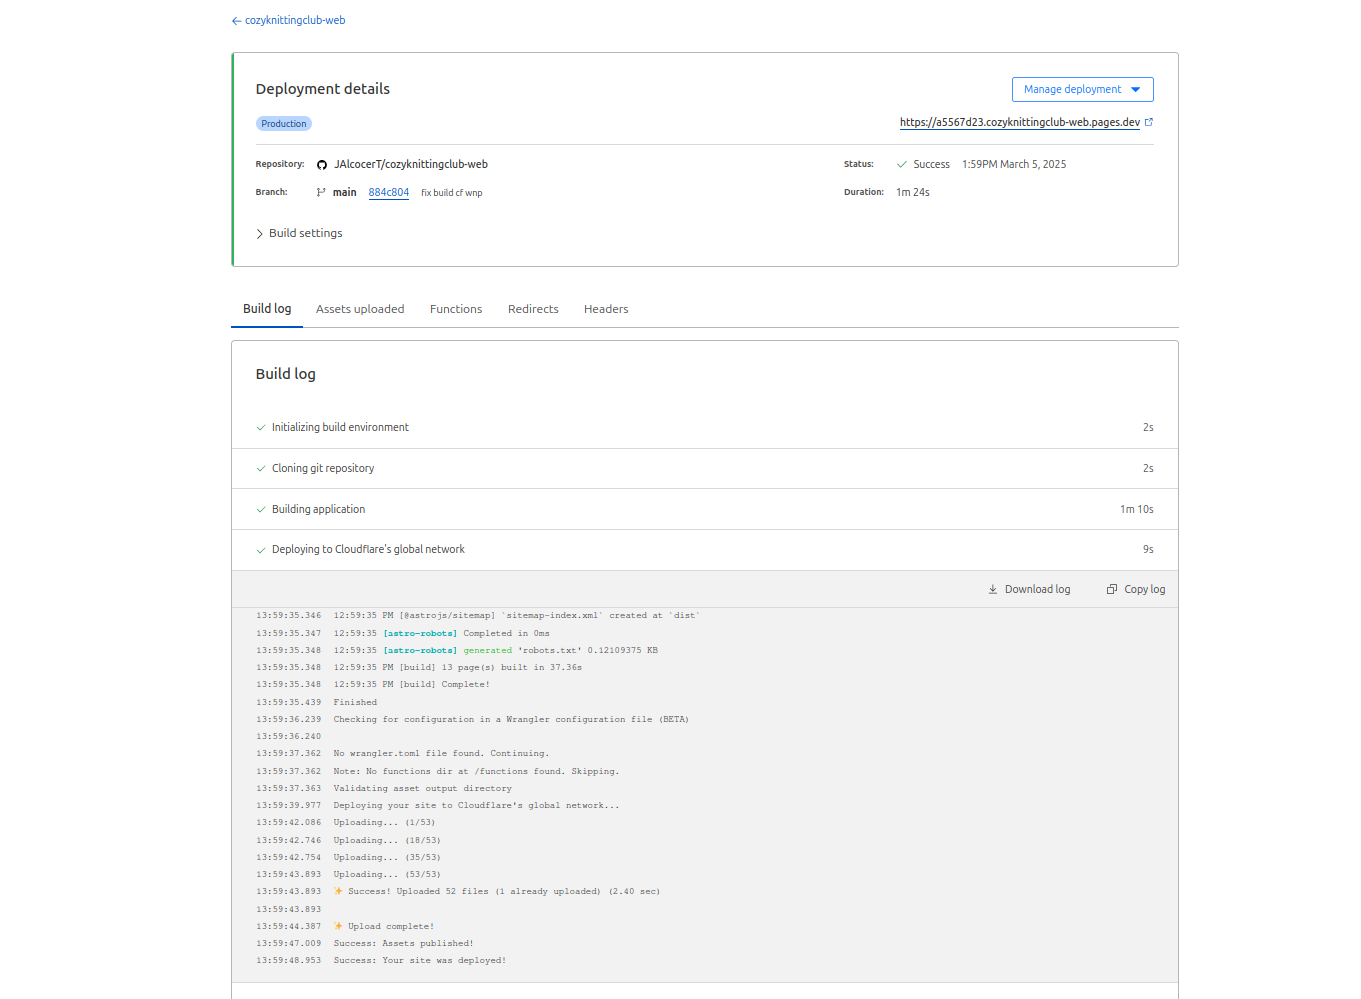 ← cozyknittingclub-web
Deployment details
Manage deployment
Production
https://a5567d23.cozyknittingclub-web.pages.dev
Repository: JAlcocerT/cozyknittingclub-web
Status: Success 1:59PM March 5, 2025
Branch: main 884c804 fix build cf wnp
Duration: 1m 24s
Build settings
Build log Assets uploaded Functions Redirects Headers
Build log
Initializing build environment 2s
Cloning git repository 2s
Building application 1m 10s
Deploying to Cloudflare's global network 9s
Download log Copy log
13:59:35.346 12:59:35 PM [@astrojs/sitemap] `sitemap-index.xml` created at `dist`
13:59:35.347 12:59:35 [astro-robots] Completed in 0ms
13:59:35.348 12:59:35 [astro-robots] generated 'robots.txt' 0.12109375 KB
13:59:35.348 12:59:35 PM [build] 13 page(s) built in 37.36s
13:59:35.348 12:59:35 PM [build] Complete!
13:59:35.439 Finished
13:59:36.239 Checking for configuration in a Wrangler configuration file (BETA)
13:59:36.240
13:59:37.362 No wrangler.toml file found. Continuing.
13:59:37.362 Note: No functions dir at /functions found. Skipping.
13:59:37.363 Validating asset output directory
13:59:39.977 Deploying your site to Cloudflare's global network...
13:59:42.086 Uploading... (1/53)
13:59:42.746 Uploading... (18/53)
13:59:42.754 Uploading... (35/53)
13:59:43.893 Uploading... (53/53)
13:59:43.893 ✨ Success! Uploaded 52 files (1 already uploaded) (2.40 sec)
13:59:43.893
13:59:44.387 ✨ Upload complete!
13:59:47.009 Success: Assets published!
13:59:48.953 Success: Your site was deployed!